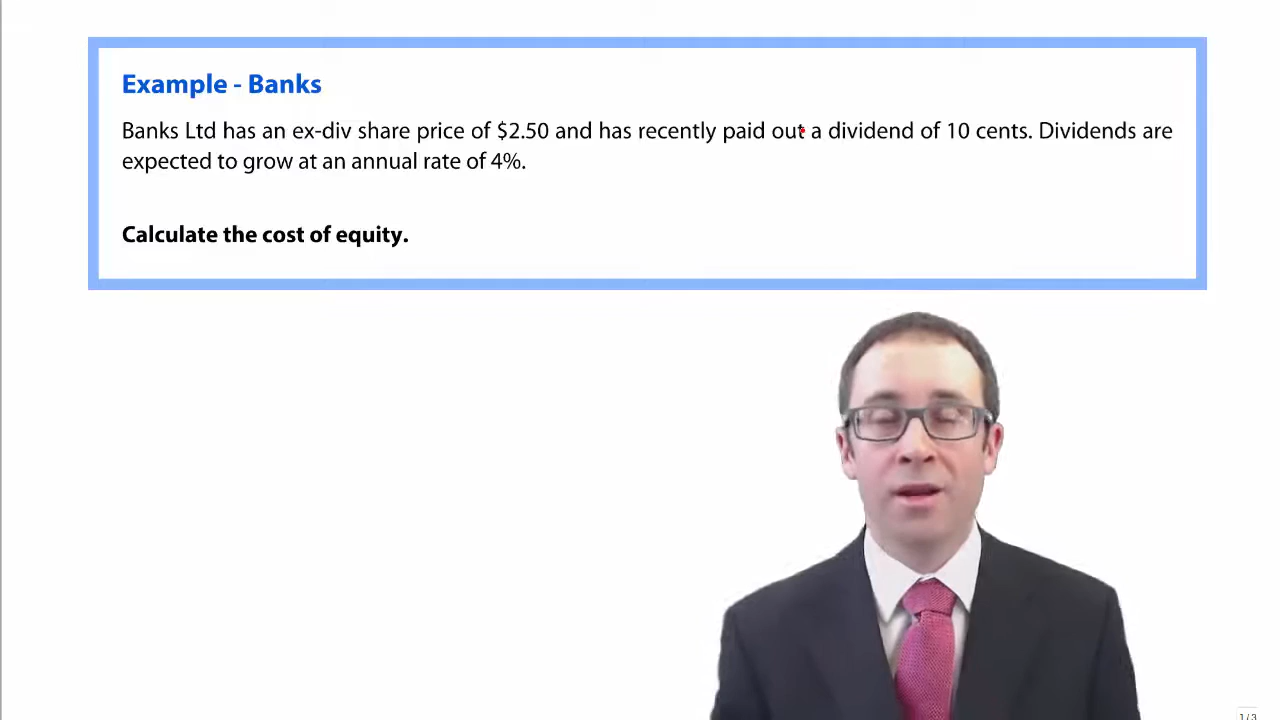 Example - Banks
Banks Ltd has an ex-div share price of $2.50 and has recently paid out a dividend of 10 cents. Dividends are
expected to grow at an annual rate of 4%.
Calculate the cost of equity.
1 / 3